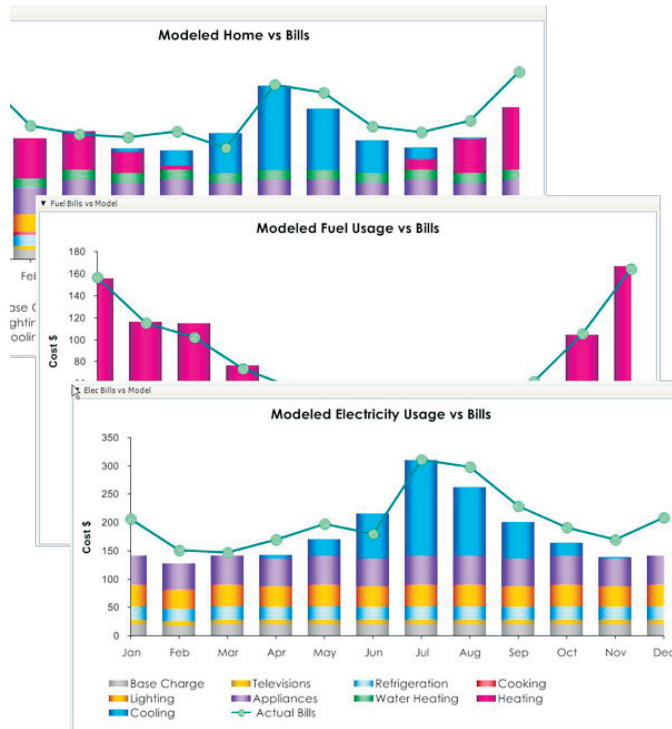 Modeled Home vs Bills
Feb
▼ Fuel Bills vs Model
Modeled Fuel Usage vs Bills
180
160
140
120
100
80
Cost $
Elec Bills vs Model
Modeled Electricity Usage vs Bills
350
300
250
200
150
100
50
0
Cost $
Jan Feb Mar Apr May Jun Jul Aug Sep Oct Nov Dec
Base Charge Televisions Refrigeration Cooking
Lighting Appliances Water Heating Heating
Cooling Actual Bills